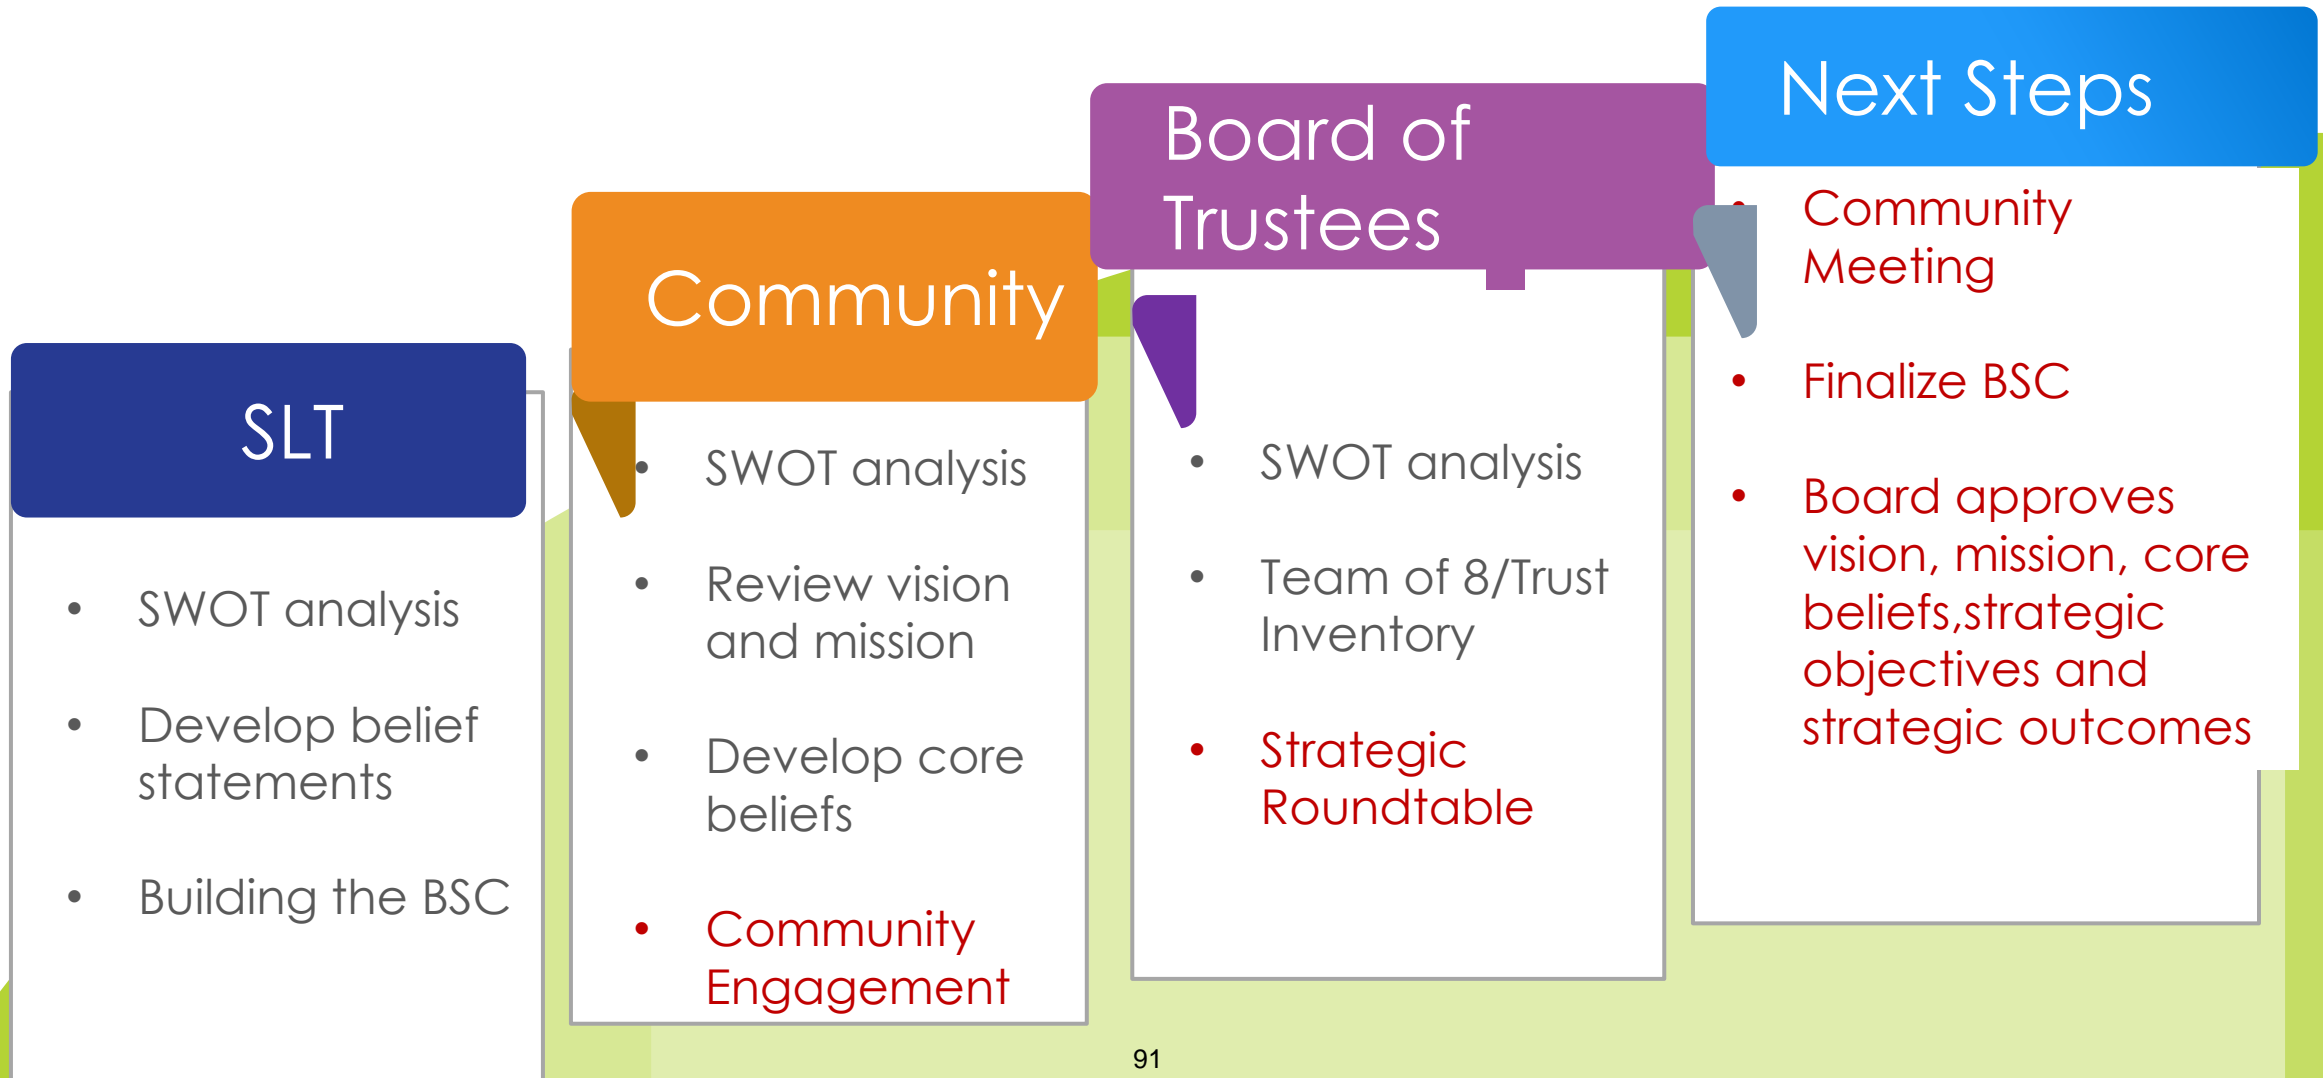 SLT
• SWOT analysis
• Develop belief
statements
• Building the BSC
Community
• SWOT analysis
• Review vision
and mission
• Develop core
beliefs
• Community
Engagement
Board of
Trustees
• SWOT analysis
• Team of 8/Trust
Inventory
• Strategic
Roundtable
Next Steps
• Community
Meeting
• Finalize BSC
• Board approves
vision, mission, core
beliefs,strategic
objectives and
strategic outcomes
91